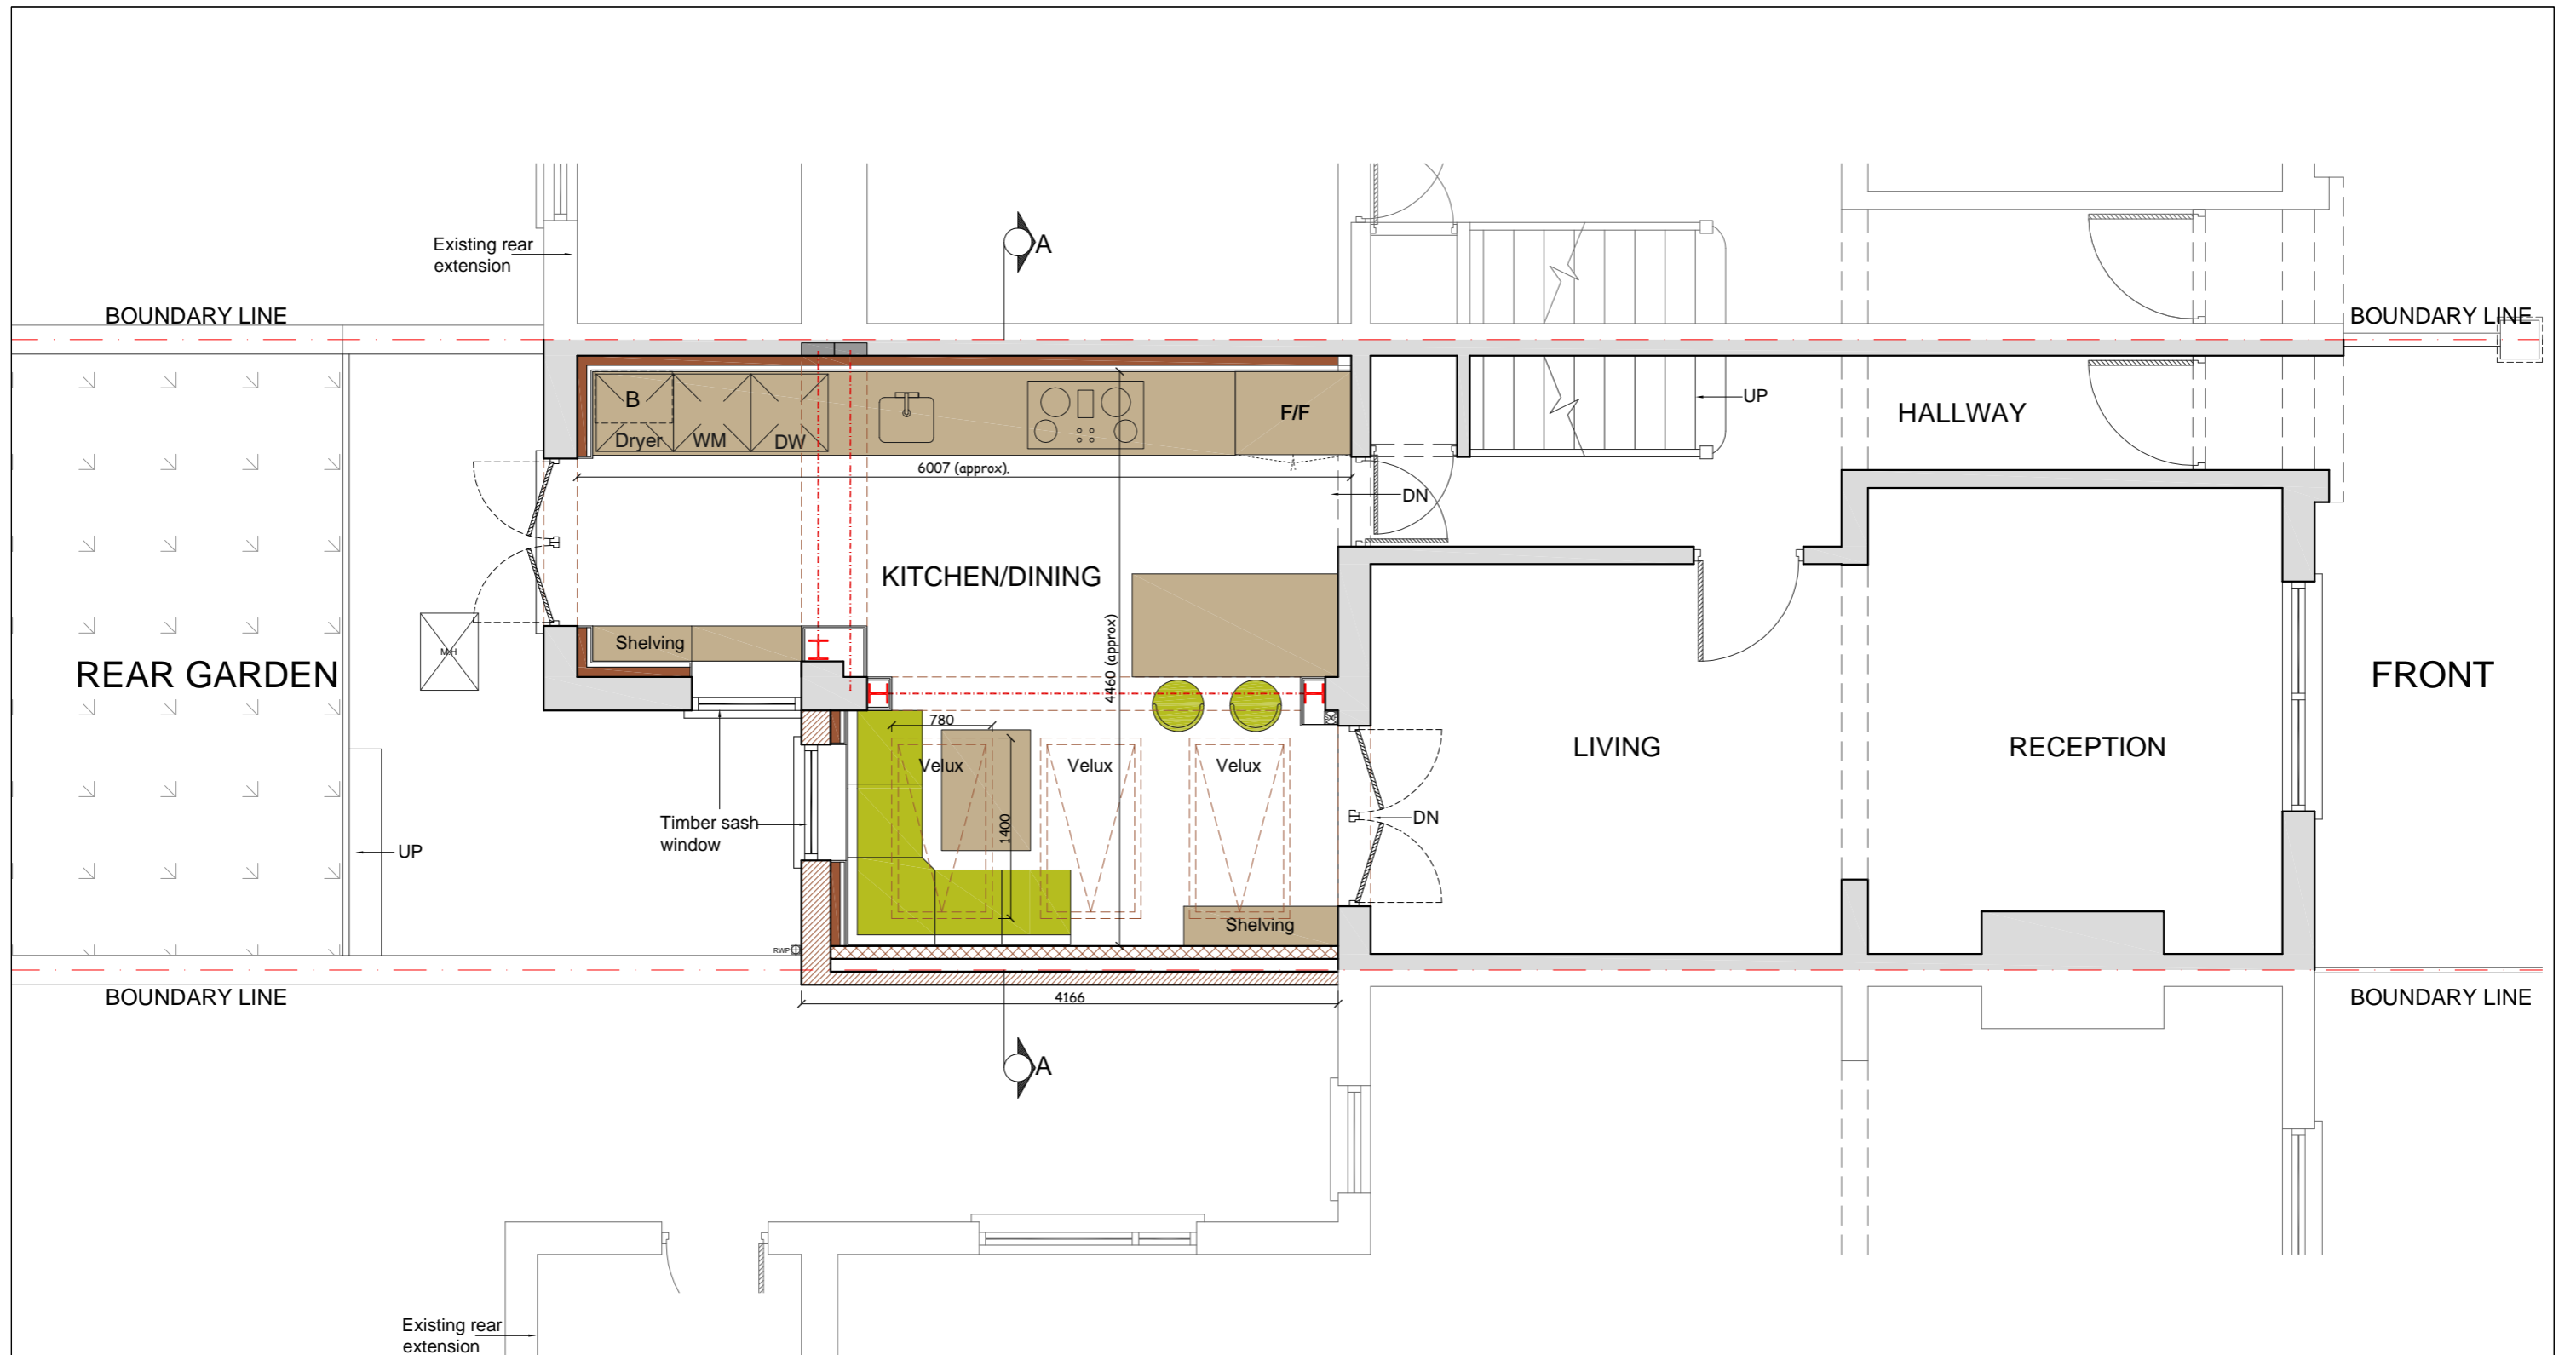 Existing rear
extension
A
BOUNDARY LINE
BOUNDARY LINE
B
Dryer
WM
DW
F/F
UP
HALLWAY
6007 (approx).
DN
KITCHEN/DINING
Shelving
4460 (approx)
M.H
REAR GARDEN
FRONT
780
Velux
Velux
Velux
LIVING
RECEPTION
1400
Timber sash
window
DN
UP
Shelving
RWP
BOUNDARY LINE
4166
BOUNDARY LINE
A
Existing rear
extension